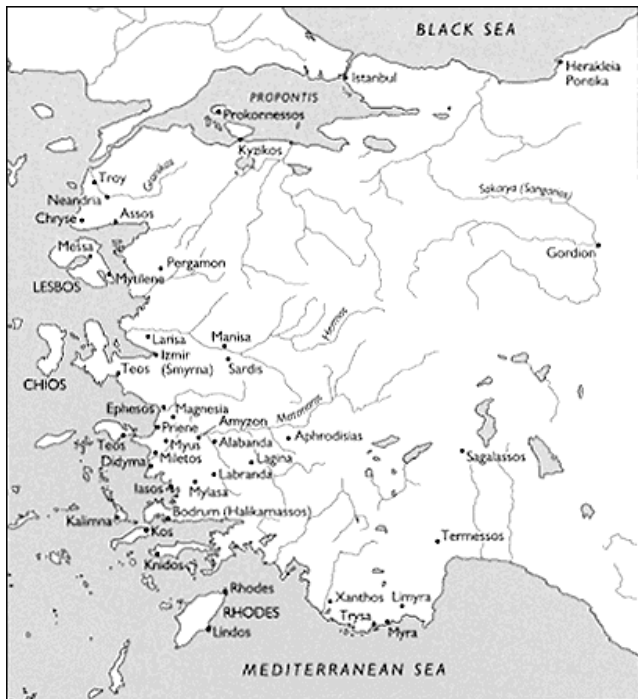 BLACK SEA
Herakleia
Pontika
Istanbul
PROPONTIS
Prokonnessos
Kyzikos
Troy
Granikos
Neandria
Chryse
Assos
Sakarya (Sangarios)
Gordion
Messa
Mytilene
LESBOS
Pergamon
Hermos
Larisa
Manisa
Izmir
(Smyrna)
Sardis
CHIOS
Teos
Ephesos
Magnesia
Maeander
Priene
Amyzon
Teos
Myus
Alabanda
Aphrodisias
Didyma
Miletos
Lagina
Sagalassos
Labranda
Iasos
Mylasa
Kalimna
Bodrum (Halikarnassos)
Kos
Termessos
Knidos
Rhodes
RHODES
Lindos
Xanthos
Limyra
Trysa
Myra
MEDITERRANEAN SEA